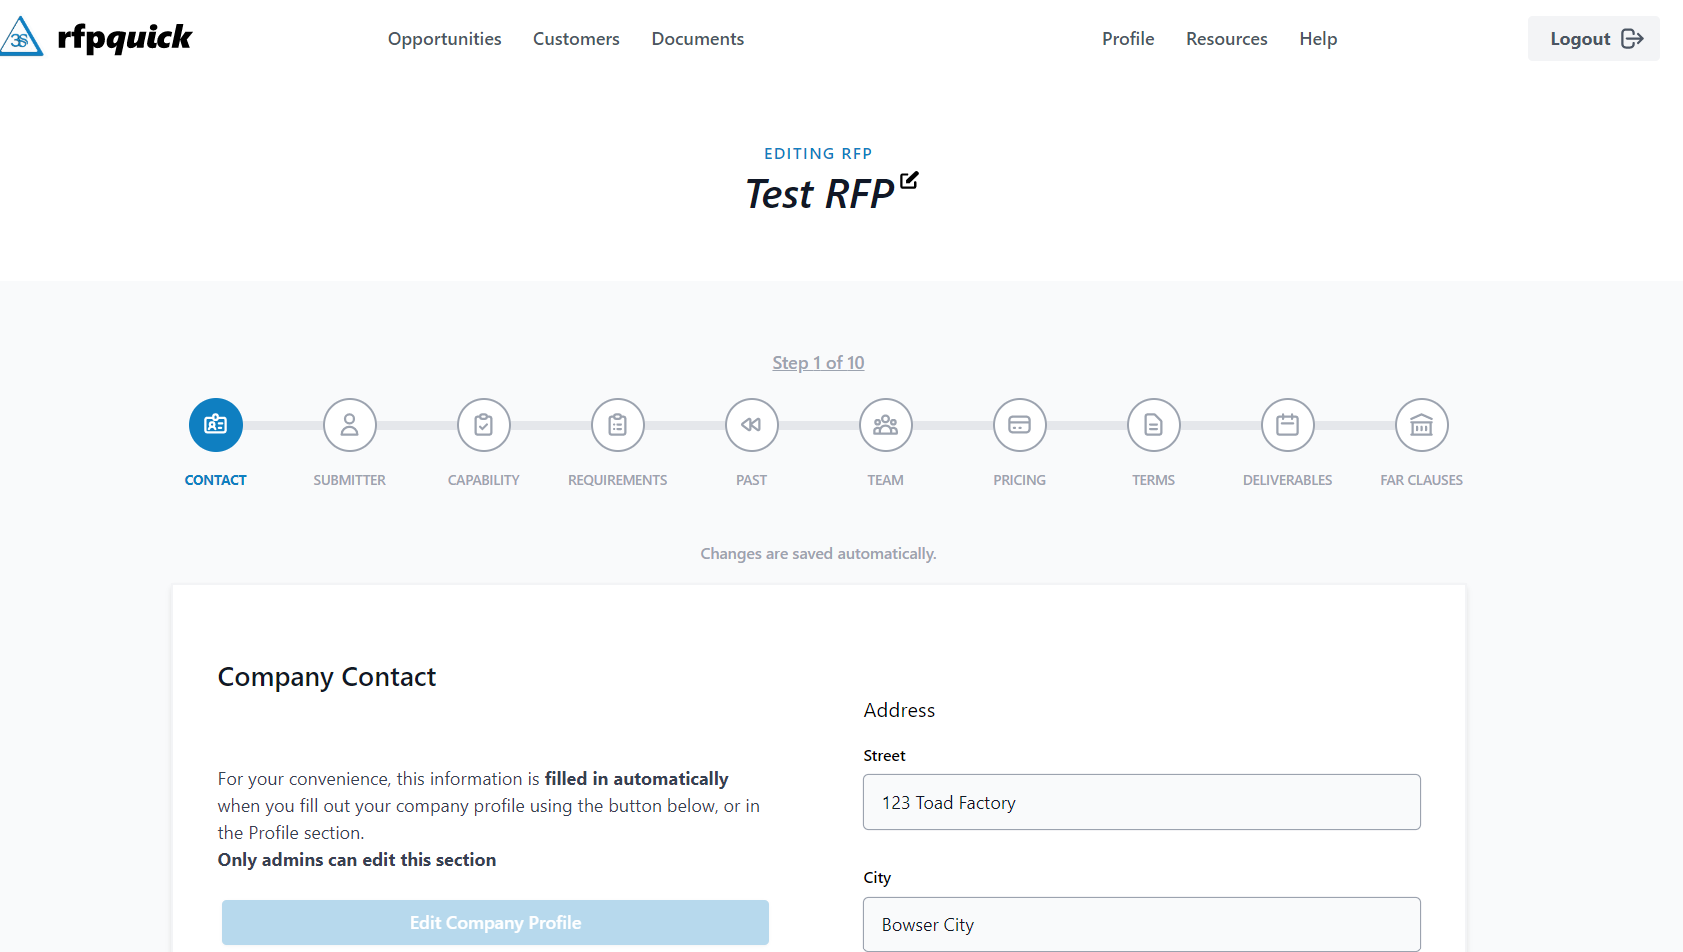 3S rfpquick
Opportunities Customers Documents Profile Resources Help Logout
EDITING RFP
Test RFP
Step 1 of 10
CONTACT SUBMITTER CAPABILITY REQUIREMENTS PAST TEAM PRICING TERMS DELIVERABLES FAR CLAUSES
Changes are saved automatically.
Company Contact
For your convenience, this information is filled in automatically
when you fill out your company profile using the button below, or in
the Profile section.
Only admins can edit this section
Edit Company Profile
Address
Street
123 Toad Factory
City
Bowser City